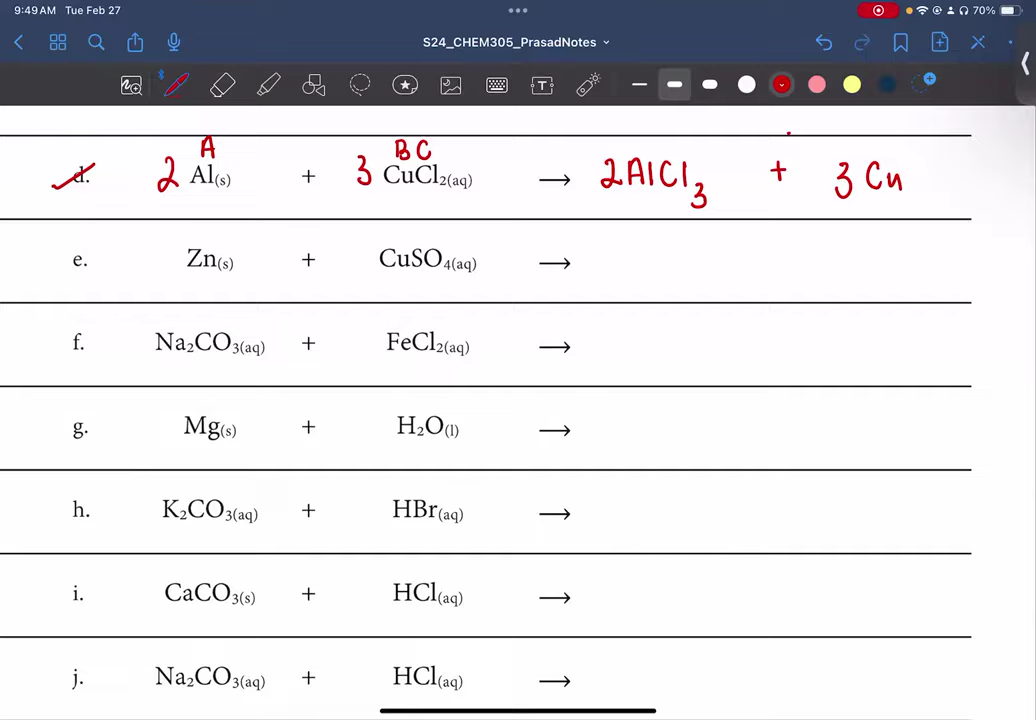 9:49 AM Tue Feb 27 70%
S24_CHEM305_PrasadNotes
A BC
d. 2 Al(s) + 3 CuCl₂(aq) ⟶ 2AlCl₃ + 3 Cu
e. Zn(s) + CuSO₄(aq) ⟶
f. Na₂CO₃(aq) + FeCl₂(aq) ⟶
g. Mg(s) + H₂O(l) ⟶
h. K₂CO₃(aq) + HBr(aq) ⟶
i. CaCO₃(s) + HCl(aq) ⟶
j. Na₂CO₃(aq) + HCl(aq) ⟶